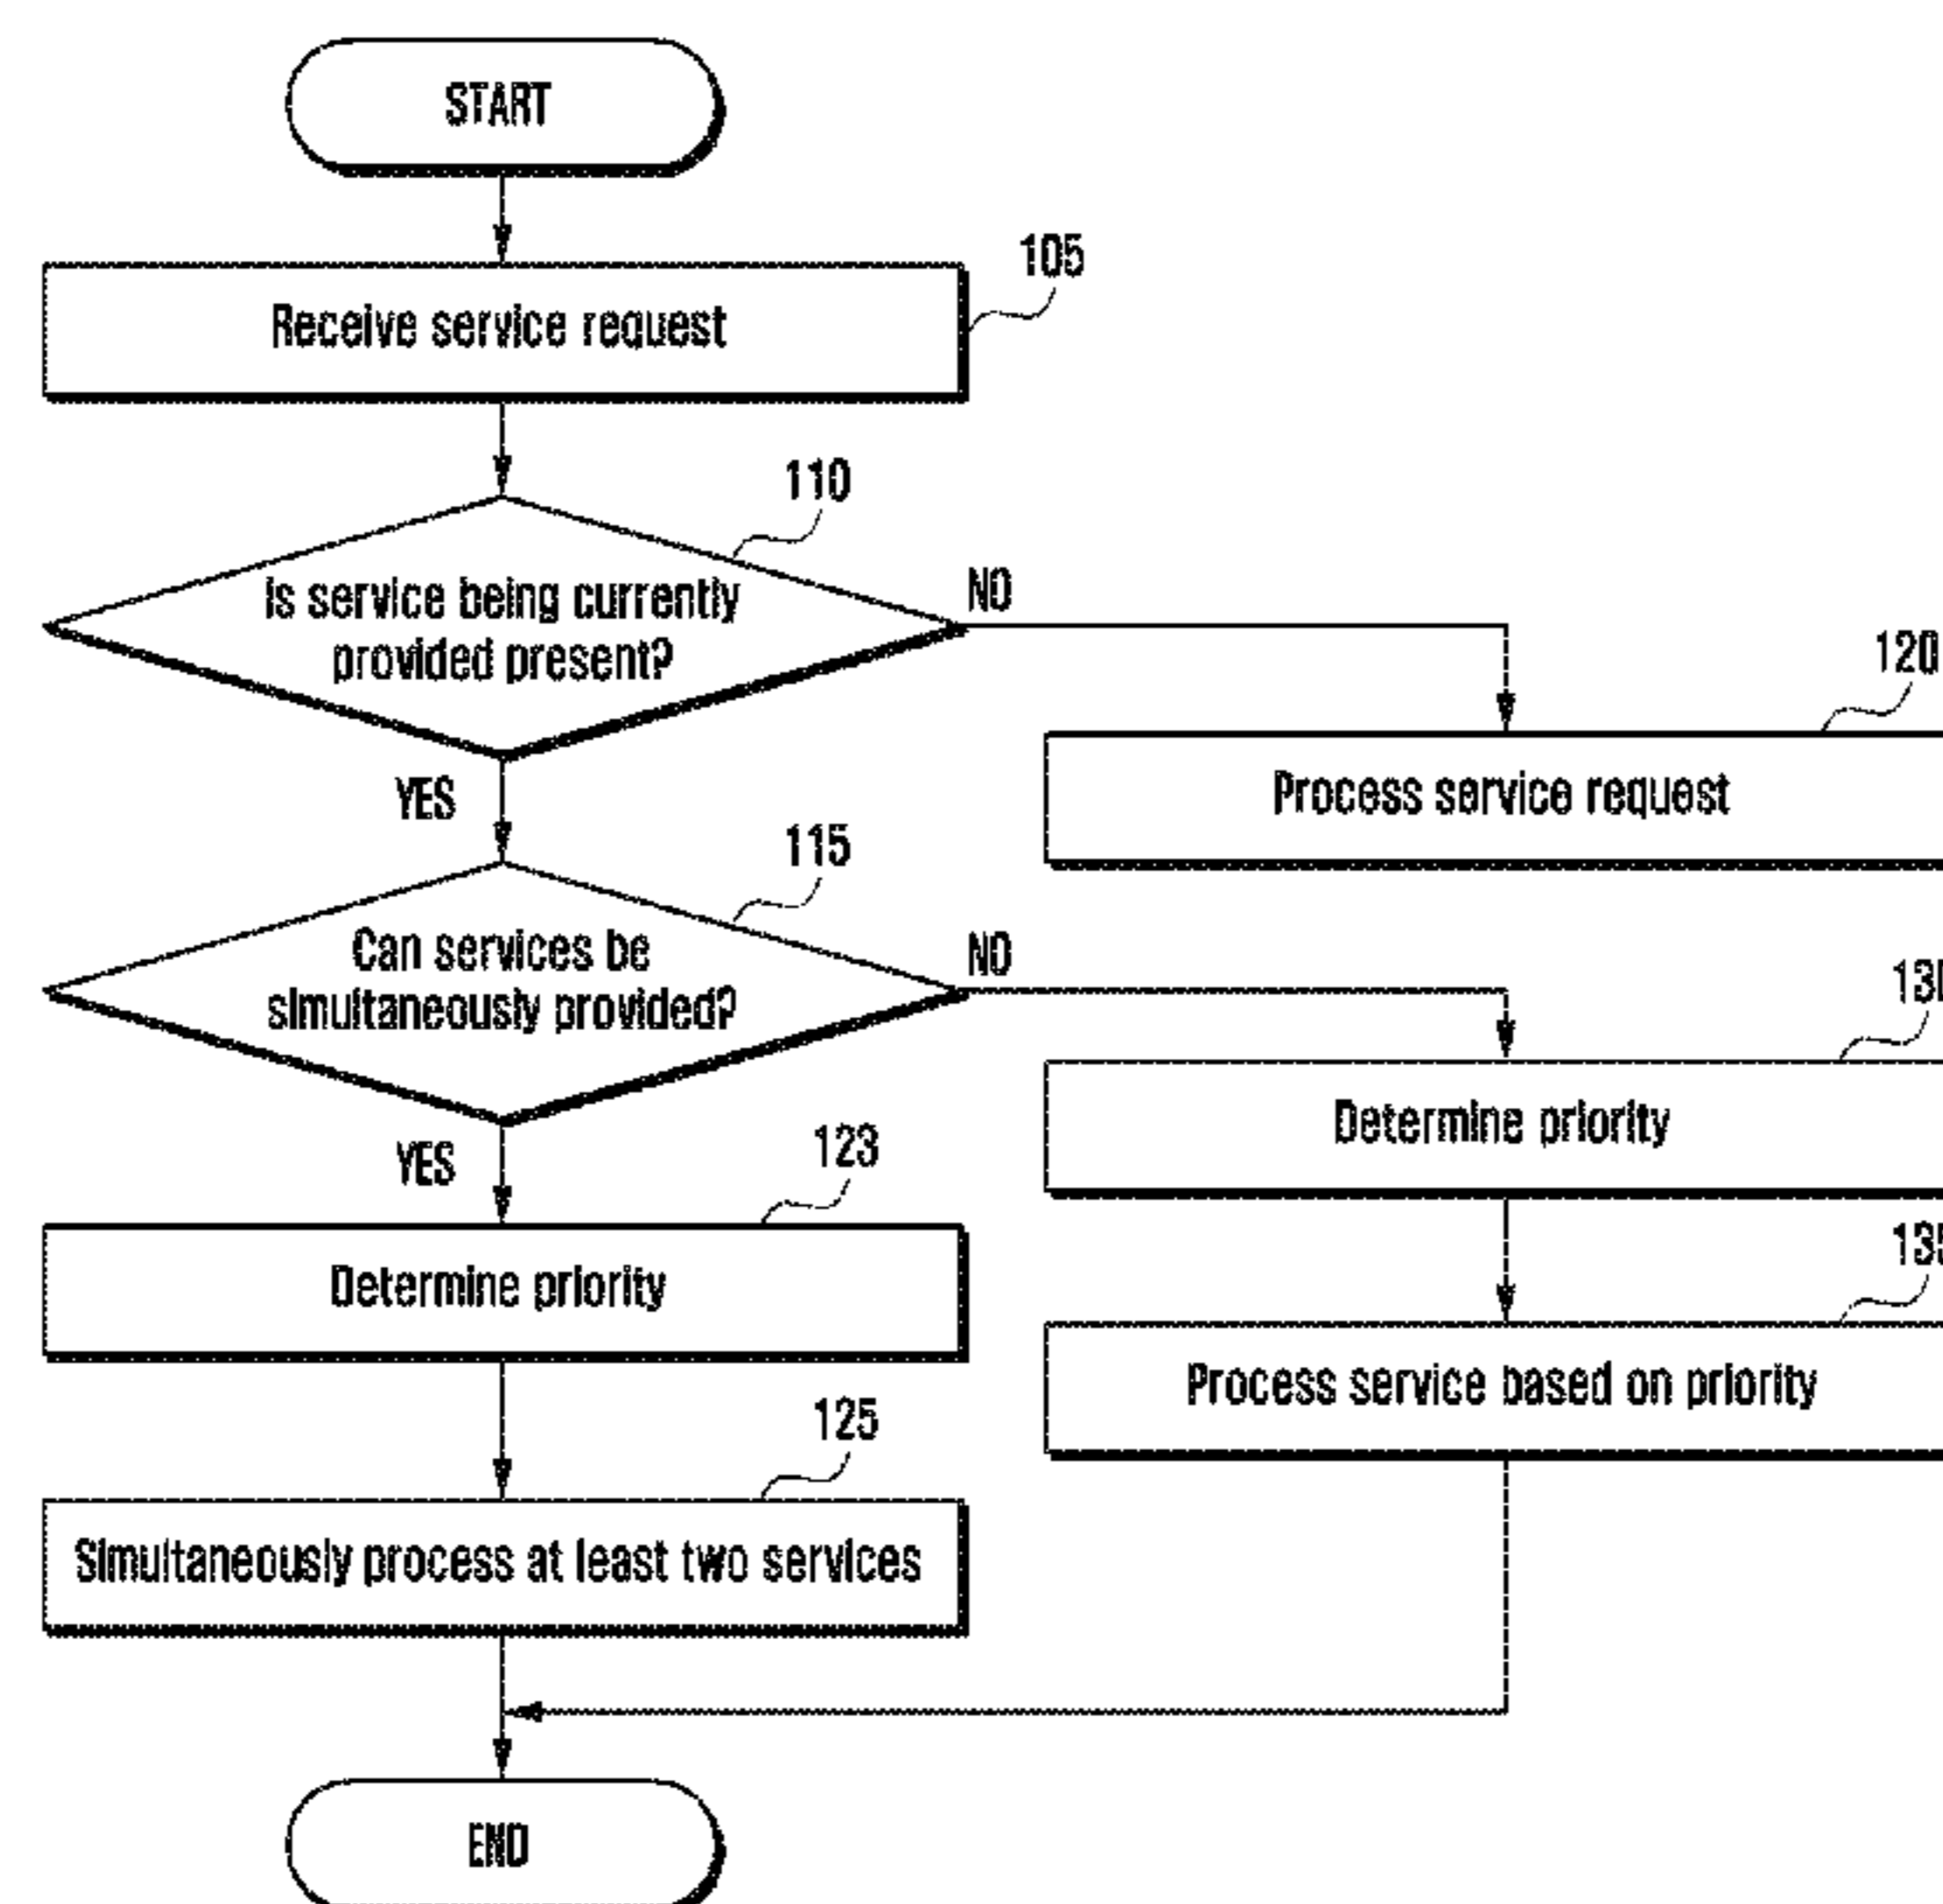 START
Receive service request
105
110
Is service being currently
provided present?
NO
YES
120
Process service request
115
Can services be
simultaneously provided?
NO
YES
130
Determine priority
123
Determine priority
135
Process service based on priority
125
Simultaneously process at least two services
END